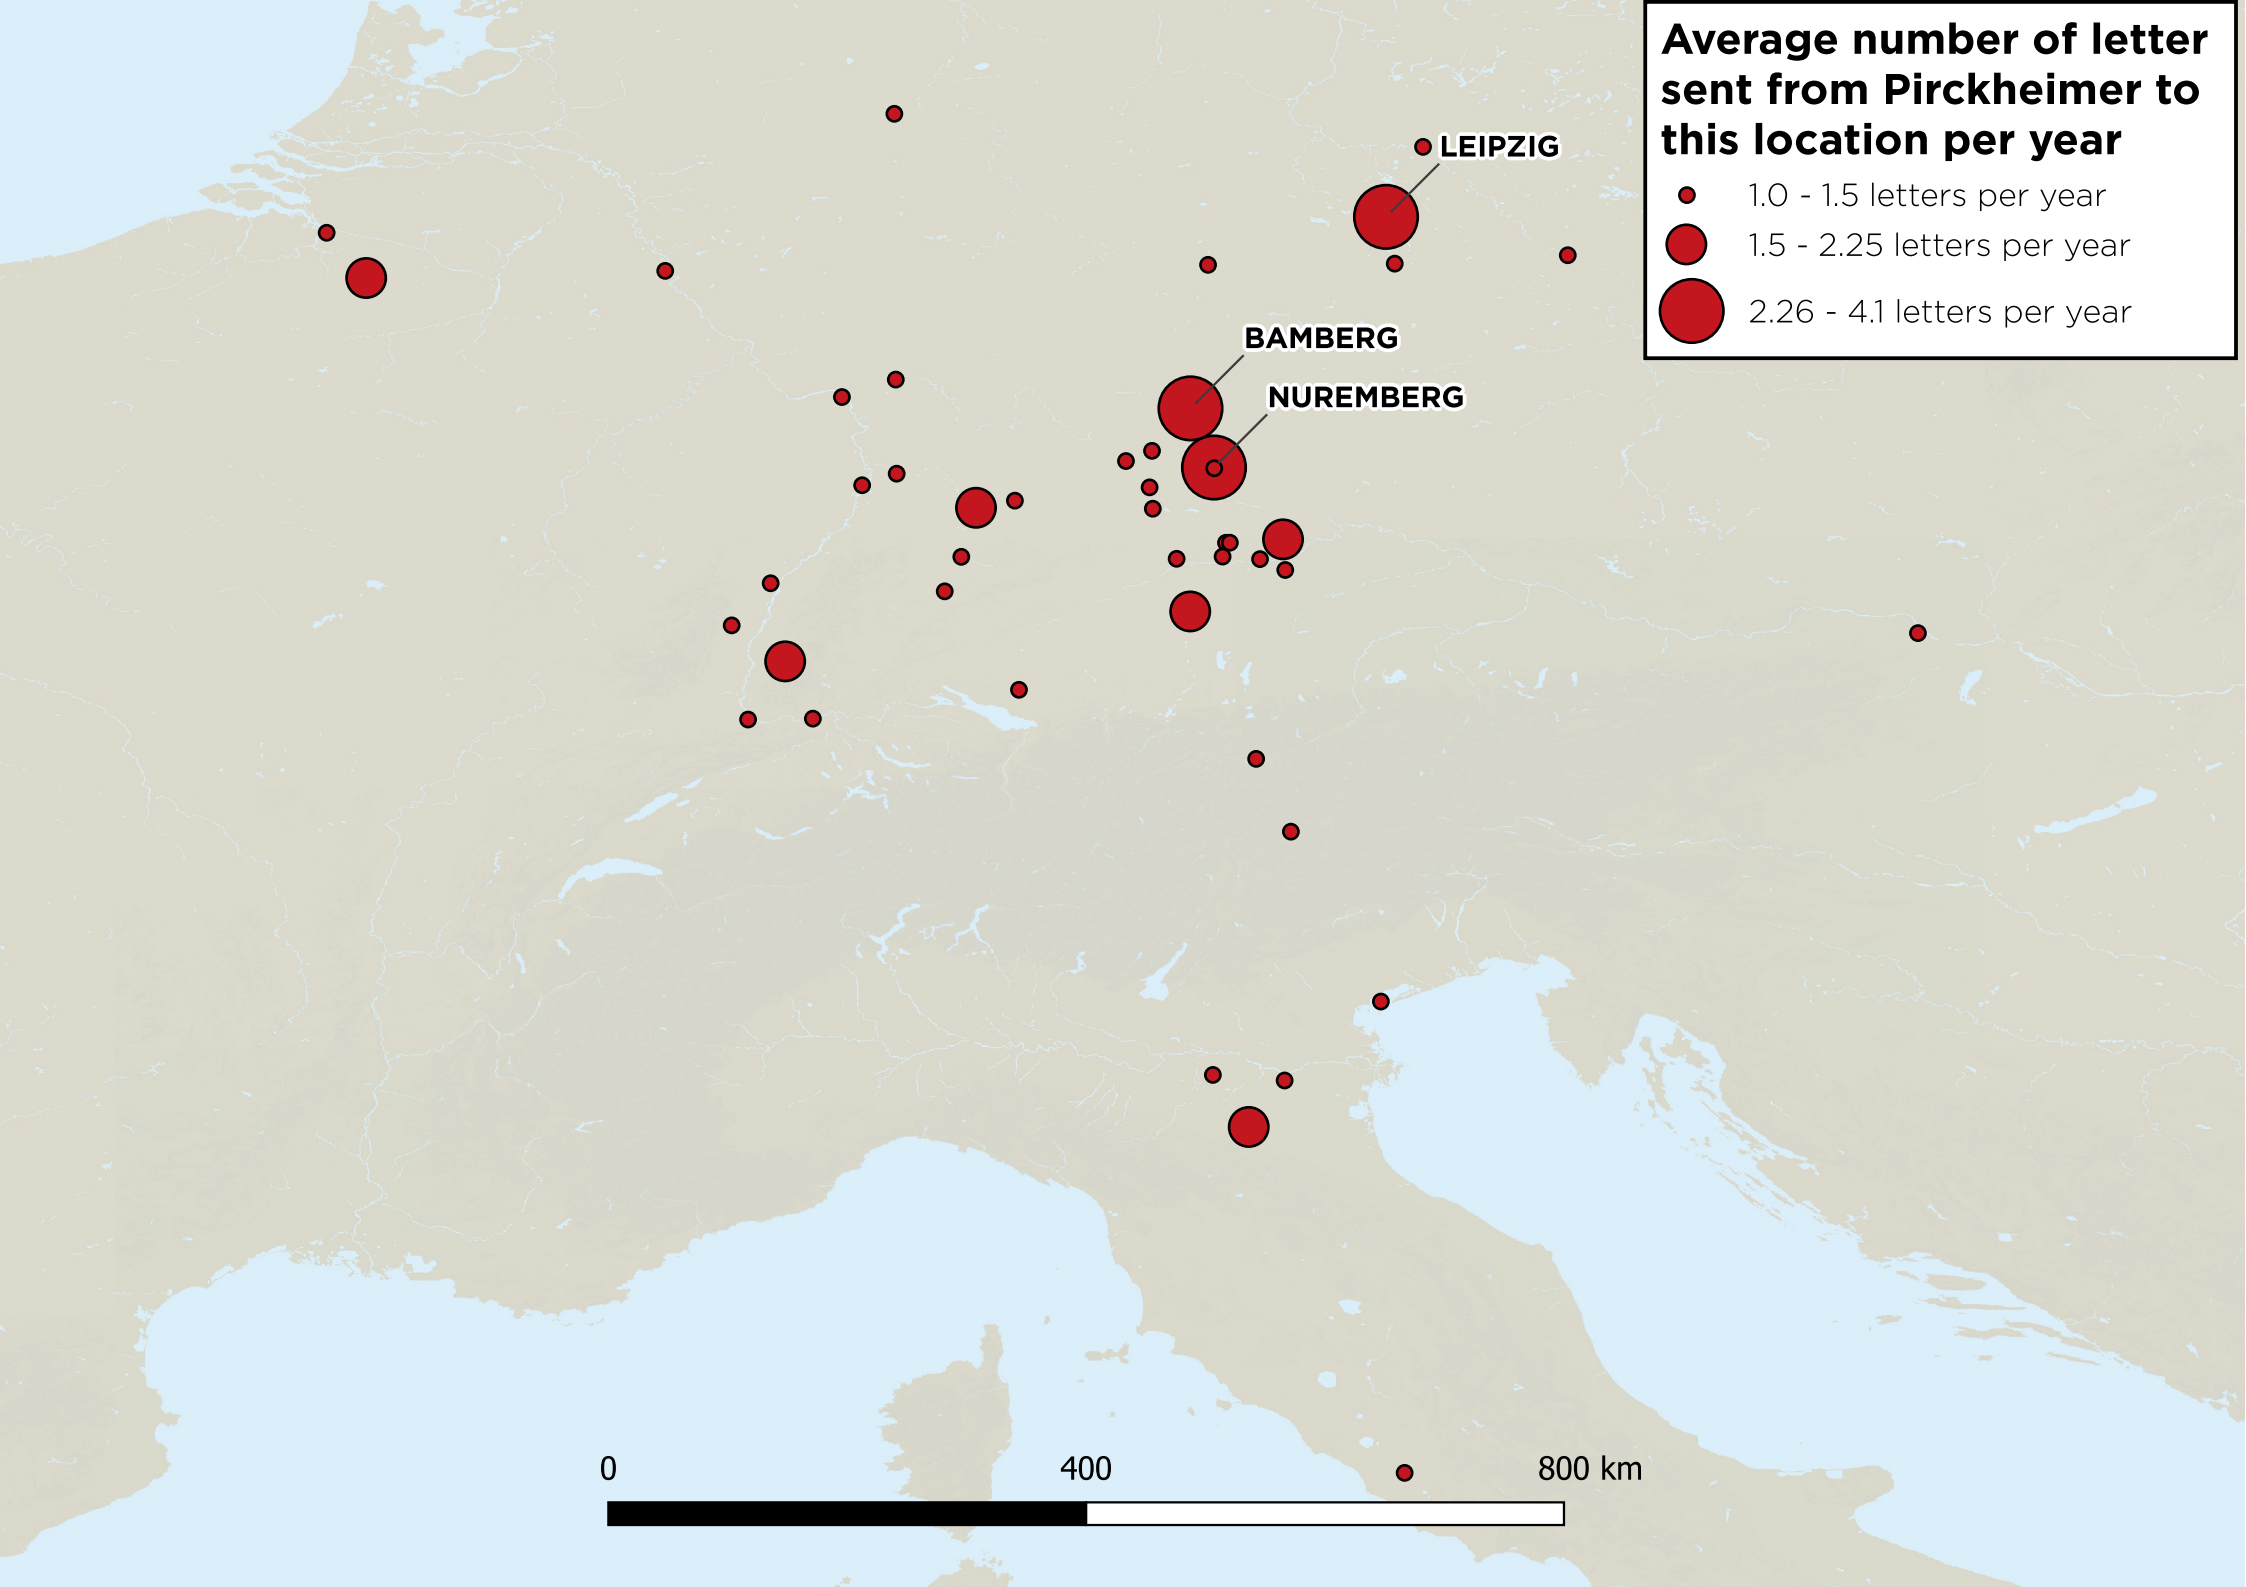 Average number of letter
sent from Pirckheimer to
this location per year
1.0 - 1.5 letters per year
1.5 - 2.25 letters per year
2.26 - 4.1 letters per year
LEIPZIG
BAMBERG
NUREMBERG
0 400 800 km